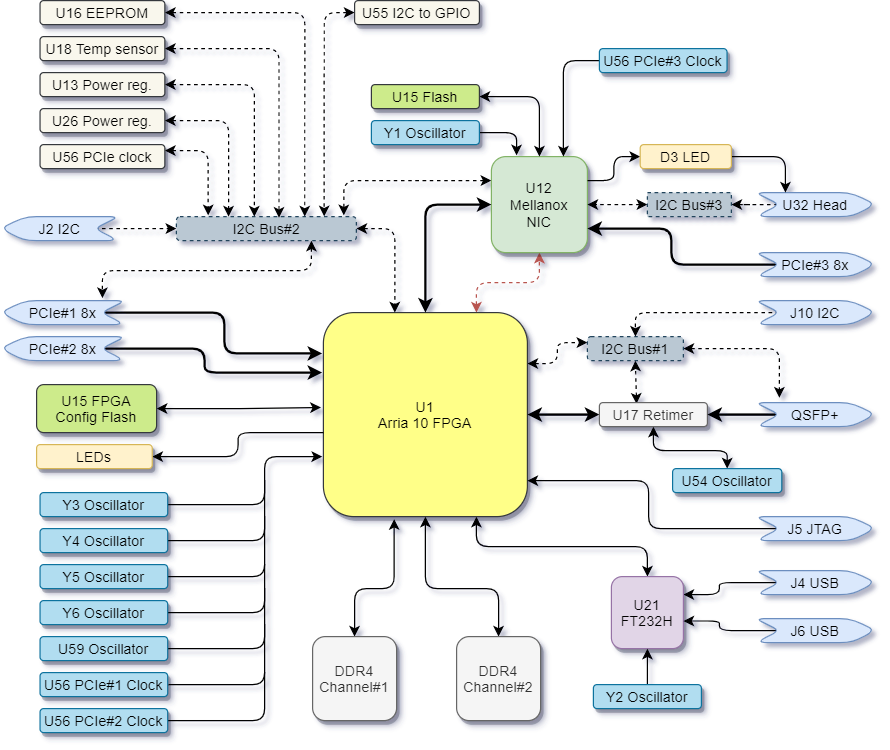 U16 EEPROM
U55 I2C to GPIO
U18 Temp sensor
U56 PCIe#3 Clock
U13 Power reg.
U15 Flash
U26 Power reg.
Y1 Oscillator
U56 PCIe clock
D3 LED
U12
Mellanox
NIC
I2C Bus#3
U32 Head
J2 I2C
I2C Bus#2
PCIe#3 8x
PCIe#1 8x
J10 I2C
PCIe#2 8x
I2C Bus#1
U15 FPGA
Config Flash
U1
Arria 10 FPGA
U17 Retimer
QSFP+
LEDs
U54 Oscillator
Y3 Oscillator
J5 JTAG
Y4 Oscillator
Y5 Oscillator
J4 USB
Y6 Oscillator
U21
FT232H
J6 USB
U59 Oscillator
DDR4
Channel#1
DDR4
Channel#2
U56 PCIe#1 Clock
Y2 Oscillator
U56 PCIe#2 Clock